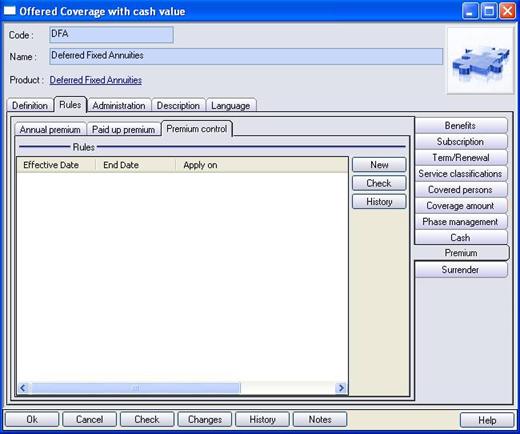 Offered Coverage with cash value
Code : DFA
Name : Deferred Fixed Annuities
Product : Deferred Fixed Annuities
Definition Rules Administration Description Language
Annual premium Paid up premium Premium control
Rules
Effective Date End Date Apply on
New
Check
History
Benefits
Subscription
Term/Renewal
Service classifications
Covered persons
Coverage amount
Phase management
Cash
Premium
Surrender
Ok Cancel Check Changes History Notes Help